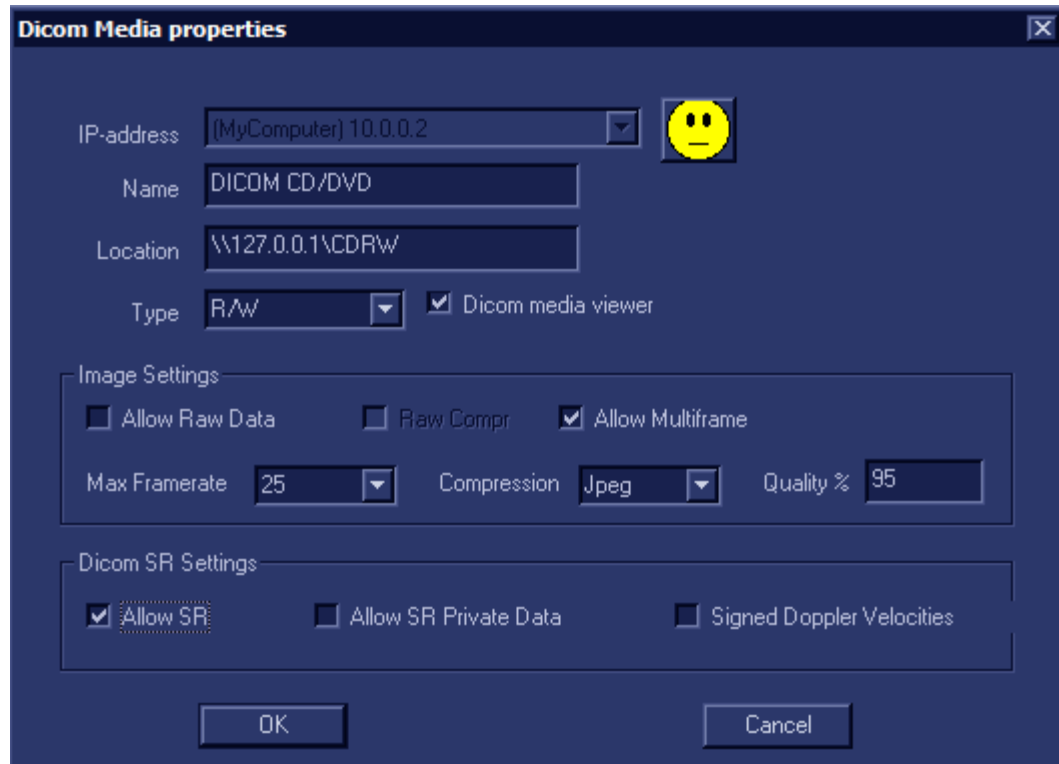 Dicom Media properties
IP-address (MyComputer) 10.0.0.2
Name DICOM CD/DVD
Location \\127.0.0.1\CDRW
Type R/W Dicom media viewer
Image Settings
Allow Raw Data Raw Compr Allow Multiframe
Max Framerate 25 Compression Jpeg Quality % 95
Dicom SR Settings
Allow SR Allow SR Private Data Signed Doppler Velocities
OK Cancel